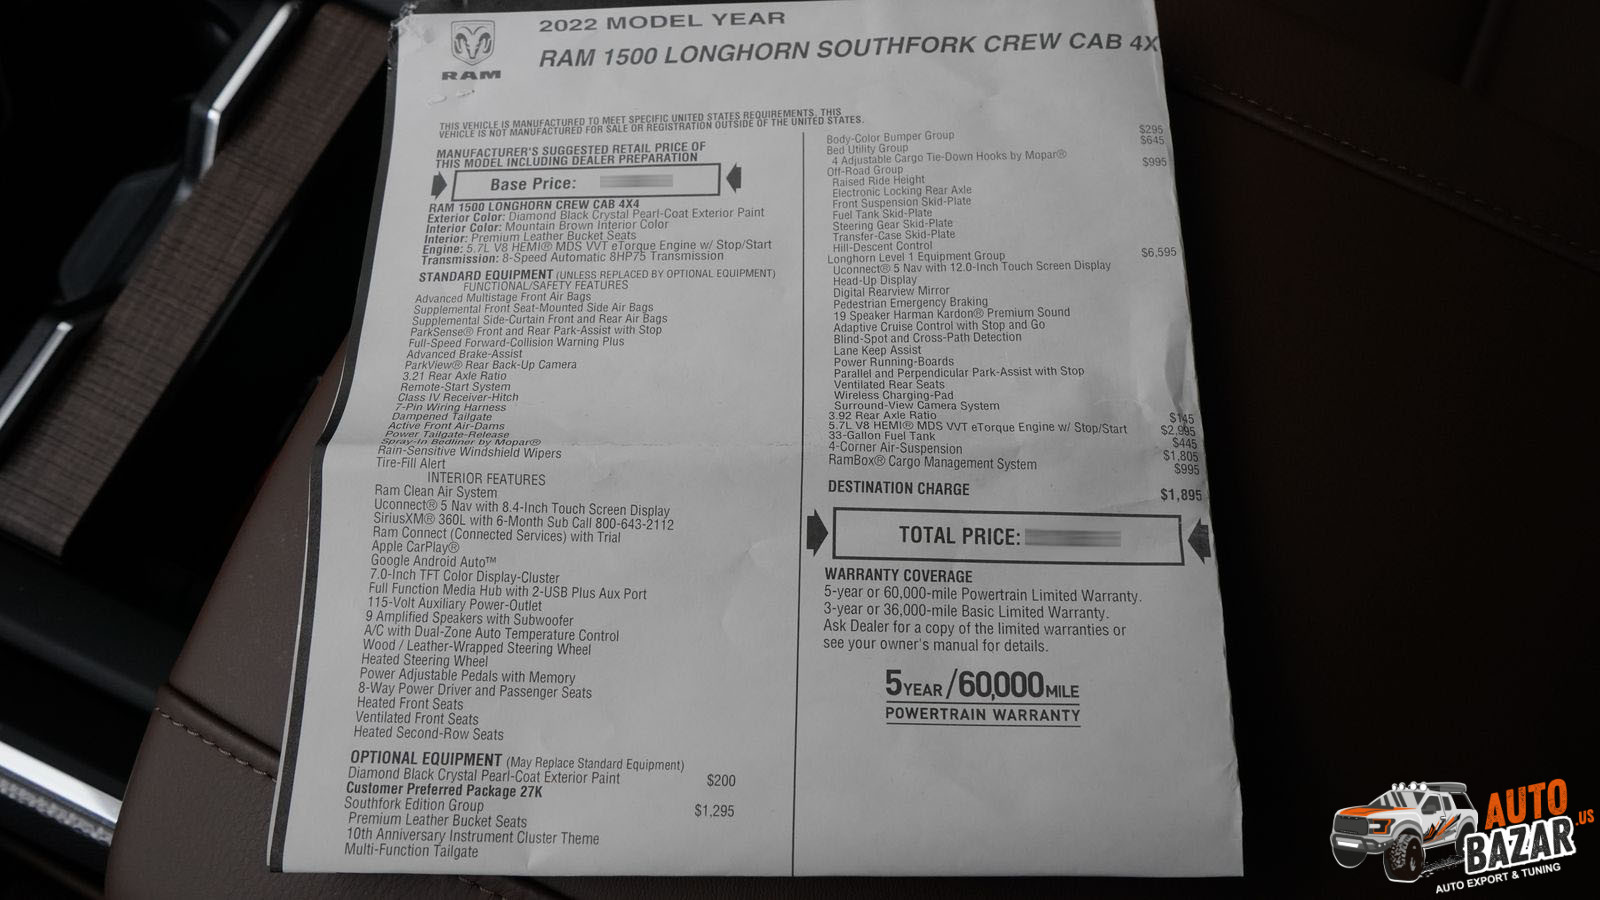 RAM
2022 MODEL YEAR
RAM 1500 LONGHORN SOUTHFORK CREW CAB 4X
THIS VEHICLE IS MANUFACTURED TO MEET SPECIFIC UNITED STATES REQUIREMENTS. THIS
VEHICLE IS NOT MANUFACTURED FOR SALE OR REGISTRATION OUTSIDE OF THE UNITED STATES.
MANUFACTURER'S SUGGESTED RETAIL PRICE OF
THIS MODEL INCLUDING DEALER PREPARATION
Base Price:
RAM 1500 LONGHORN CREW CAB 4X4
Exterior Color: Diamond Black Crystal Pearl-Coat Exterior Paint
Interior Color: Mountain Brown Interior Color
Interior: Premium Leather Bucket Seats
Engine: 5.7L V8 HEMI® MDS VVT eTorque Engine w/ Stop/Start
Transmission: 8-Speed Automatic 8HP75 Transmission
STANDARD EQUIPMENT (UNLESS REPLACED BY OPTIONAL EQUIPMENT)
FUNCTIONAL/SAFETY FEATURES
Advanced Multistage Front Air Bags
Supplemental Front Seat-Mounted Side Air Bags
Supplemental Side-Curtain Front and Rear Air Bags
ParkSense® Front and Rear Park-Assist with Stop
Full-Speed Forward-Collision Warning Plus
Advanced Brake-Assist
ParkView® Rear Back-Up Camera
3.21 Rear Axle Ratio
Remote-Start System
Class IV Receiver-Hitch
7-Pin Wiring Harness
Dampened Tailgate
Active Front Air-Dams
Power Tailgate-Release
Spray-In Bedliner by Mopar®
Rain-Sensitive Windshield Wipers
Tire-Fill Alert
INTERIOR FEATURES
Ram Clean Air System
Uconnect® 5 Nav with 8.4-Inch Touch Screen Display
SiriusXM® 360L with 6-Month Sub Call 800-643-2112
Ram Connect (Connected Services) with Trial
Apple CarPlay®
Google Android Auto™
7.0-Inch TFT Color Display-Cluster
Full Function Media Hub with 2-USB Plus Aux Port
115-Volt Auxiliary Power-Outlet
9 Amplified Speakers with Subwoofer
A/C with Dual-Zone Auto Temperature Control
Wood / Leather-Wrapped Steering Wheel
Heated Steering Wheel
Power Adjustable Pedals with Memory
8-Way Power Driver and Passenger Seats
Heated Front Seats
Ventilated Front Seats
Heated Second-Row Seats
OPTIONAL EQUIPMENT (May Replace Standard Equipment)
Diamond Black Crystal Pearl-Coat Exterior Paint $200
Customer Preferred Package 27K
Southfork Edition Group $1,295
Premium Leather Bucket Seats
10th Anniversary Instrument Cluster Theme
Multi-Function Tailgate
Body-Color Bumper Group $295
Bed Utility Group $645
4 Adjustable Cargo Tie-Down Hooks by Mopar®
Off-Road Group $995
Raised Ride Height
Electronic Locking Rear Axle
Front Suspension Skid-Plate
Fuel Tank Skid-Plate
Steering Gear Skid-Plate
Transfer-Case Skid-Plate
Hill-Descent Control
Longhorn Level 1 Equipment Group $6,595
Uconnect® 5 Nav with 12.0-Inch Touch Screen Display
Head-Up Display
Digital Rearview Mirror
Pedestrian Emergency Braking
19 Speaker Harman Kardon® Premium Sound
Adaptive Cruise Control with Stop and Go
Blind-Spot and Cross-Path Detection
Lane Keep Assist
Power Running-Boards
Parallel and Perpendicular Park-Assist with Stop
Ventilated Rear Seats
Wireless Charging-Pad
Surround-View Camera System
3.92 Rear Axle Ratio $145
5.7L V8 HEMI® MDS VVT eTorque Engine w/ Stop/Start $2,995
33-Gallon Fuel Tank $445
4-Corner Air-Suspension $1,805
RamBox® Cargo Management System $995
DESTINATION CHARGE $1,895
TOTAL PRICE:
WARRANTY COVERAGE
5-year or 60,000-mile Powertrain Limited Warranty.
3-year or 36,000-mile Basic Limited Warranty.
Ask Dealer for a copy of the limited warranties or
see your owner's manual for details.
5 YEAR / 60,000 MILE
POWERTRAIN WARRANTY
AUTO
BAZAR.US
AUTO EXPORT & TUNING